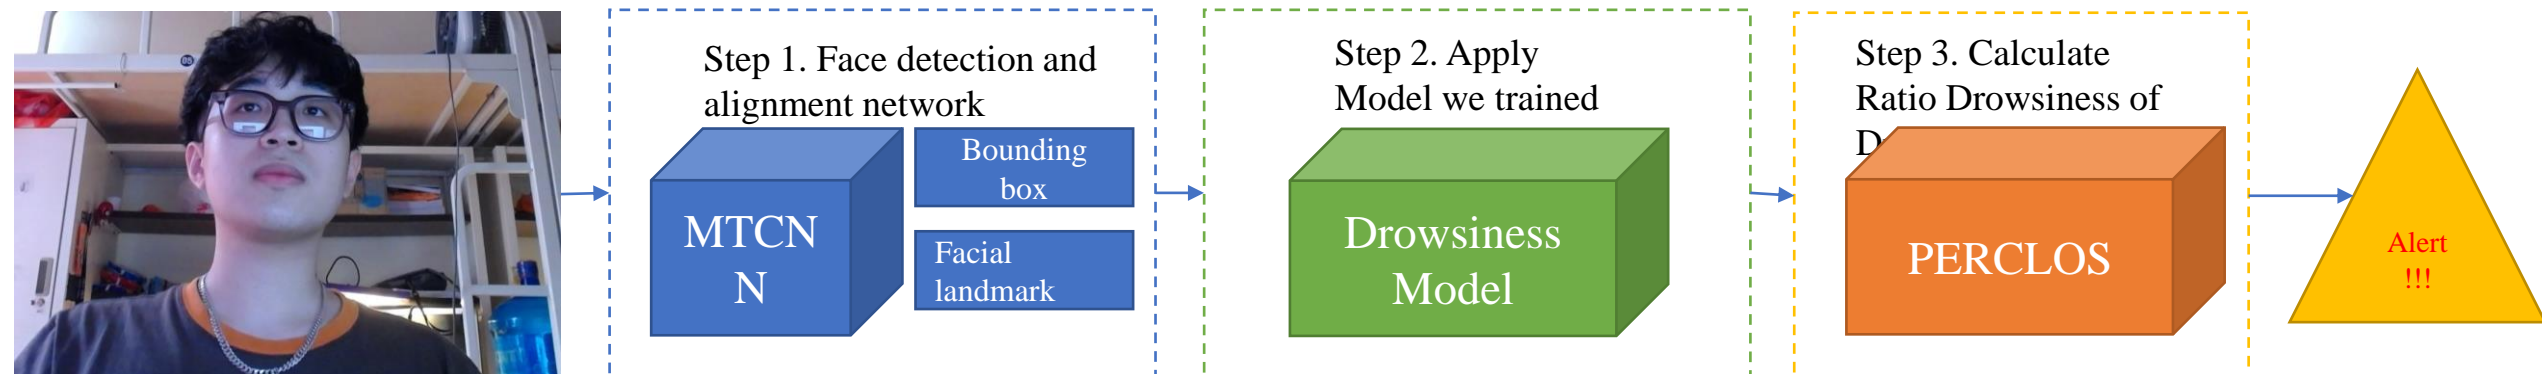 Step 1. Face detection and
alignment network
MTCN
N
Bounding
box
Facial
landmark
Step 2. Apply
Model we trained
Drowsiness
Model
Step 3. Calculate
Ratio Drowsiness of
PERCLOS
Alert
!!!